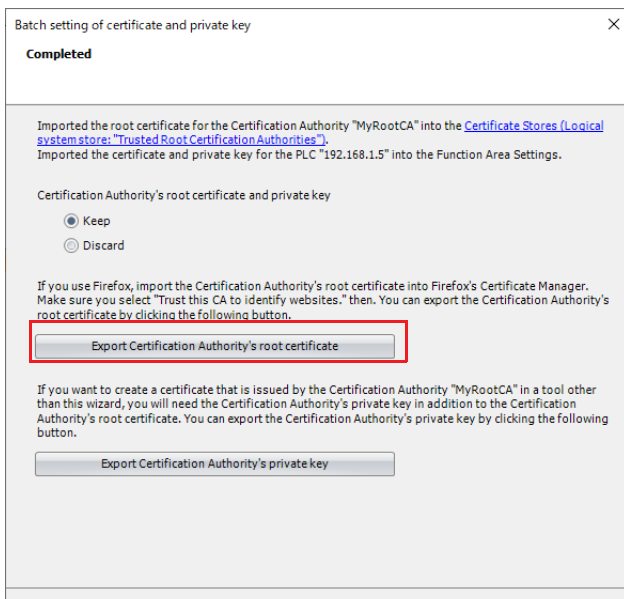 Batch setting of certificate and private key
Completed
Imported the root certificate for the Certification Authority "MyRootCA" into the Certificate Stores (Logical
system store: "Trusted Root Certification Authorities").
Imported the certificate and private key for the PLC "192.168.1.5" into the Function Area Settings.
Certification Authority's root certificate and private key
Keep
Discard
If you use Firefox, import the Certification Authority's root certificate into Firefox's Certificate Manager.
Make sure you select "Trust this CA to identify websites." then. You can export the Certification Authority's
root certificate by clicking the following button.
Export Certification Authority's root certificate
If you want to create a certificate that is issued by the Certification Authority "MyRootCA" in a tool other
than this wizard, you will need the Certification Authority's private key in addition to the Certification
Authority's root certificate. You can export the Certification Authority's private key by clicking the following
button.
Export Certification Authority's private key